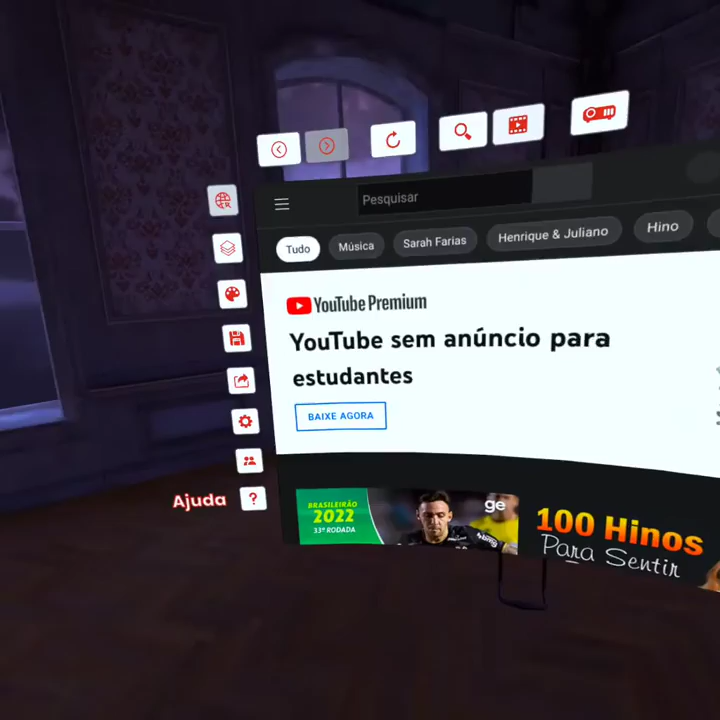 Pesquisar
Tudo
Música
Sarah Farias
Henrique & Juliano
Hino
YouTube Premium
YouTube sem anúncio para
estudantes
BAIXE AGORA
Ajuda
?
BRASILEIRÃO
2022
33ª RODADA
ge
100 Hinos
Para Sentir